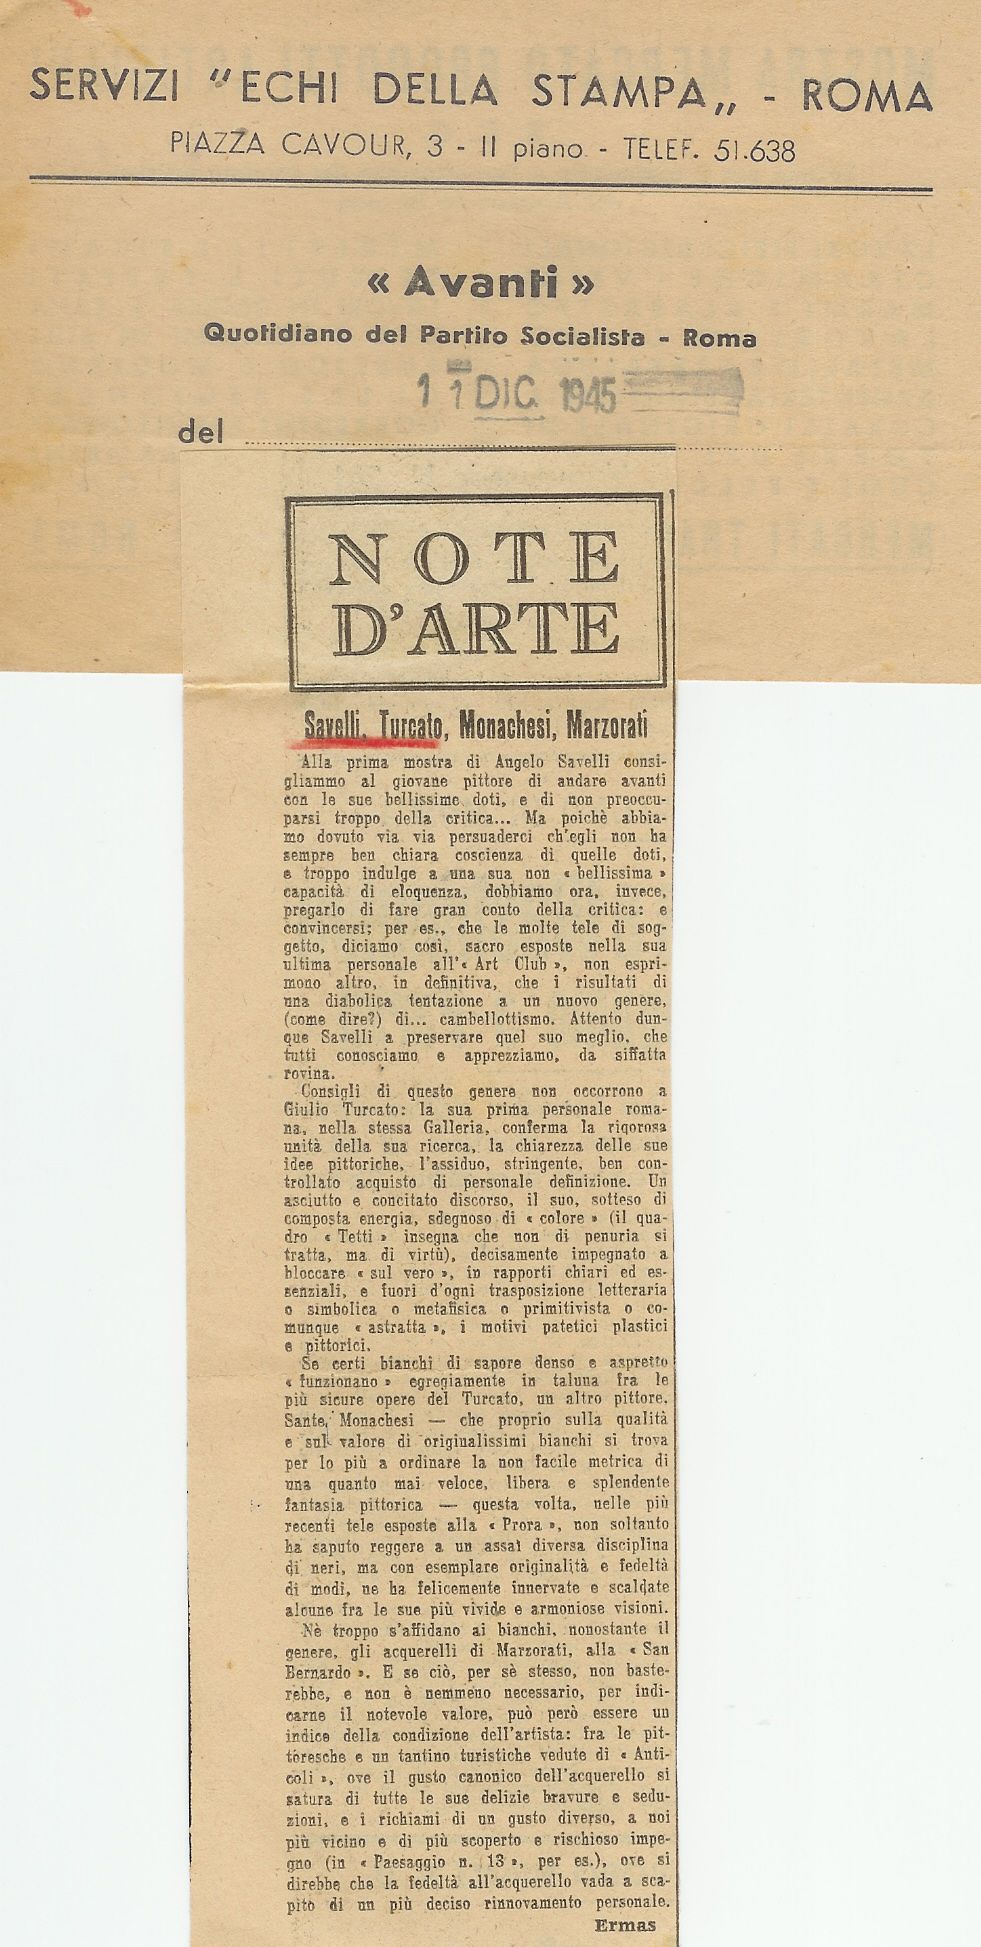 SERVIZI "ECHI DELLA STAMPA„ - ROMA
PIAZZA CAVOUR, 3 - II piano - TELEF. 51.638
« Avanti »
Quotidiano del Partito Socialista - Roma
11 DIC. 1945
del
NOTE
D'ARTE
Savelli, Turcato, Monachesi, Marzorati
Alla prima mostra di Angelo Savelli consi-
gliammo al giovane pittore di andare avanti
con le sue bellissime doti, e di non preoccu-
parsi troppo della critica... Ma poichè abbia-
mo dovuto via via persuaderci ch'egli non ha
sempre ben chiara coscienza di quelle doti,
e troppo indulge a una sua non « bellissima »
capacità di eloquenza, dobbiamo ora, invece,
pregarlo di fare gran conto della critica: e
convincersi; per es., che le molte tele di sog-
getto, diciamo così, sacro esposte nella sua
ultima personale all'« Art Club », non espri-
mono altro, in definitiva, che i risultati di
una diabolica tentazione a un nuovo genere,
(come dire?) di... cambellottismo. Attento dun-
que Savelli a preservare quel suo meglio, che
tutti conosciamo e apprezziamo, da siffatta
rovina.
Consigli di questo genere non occorrono a
Giulio Turcato: la sua prima personale roma-
na, nella stessa Galleria, conferma la rigorosa
unità della sua ricerca, la chiarezza delle sue
idee pittoriche, l'assiduo, stringente, ben con-
trollato acquisto di personale definizione. Un
asciutto e concitato discorso, il suo, sotteso di
composta energia, sdegnoso di « colore » (il qua-
dro « Tetti » insegna che non di penuria si
tratta, ma di virtù), decisamente impegnato a
bloccare « sul vero », in rapporti chiari ed es-
senziali, e fuori d'ogni trasposizione letteraria
o simbolica o metafisica o primitivista o co-
munque « astratta », i motivi patetici plastici
e pittorici.
Se certi bianchi di sapore denso e aspretto
« funzionano » egregiamente in taluna fra le
più sicure opere del Turcato, un altro pittore,
Sante Monachesi — che proprio sulla qualità
e sul valore di originalissimi bianchi si trova
per lo più a ordinare la non facile metrica di
una quanto mai veloce, libera e splendente
fantasia pittorica — questa volta, nelle più
recenti tele esposte alla « Prora », non soltanto
ha saputo reggere a un assai diversa disciplina
di neri, ma con esemplare originalità e fedeltà
di modi, ne ha felicemente innervate e scaldate
alcune fra le sue più vivide e armoniose visioni.
Nè troppo s'affidano ai bianchi, nonostante il
genere, gli acquerelli di Marzorati, alla « San
Bernardo ». E se ciò, per sè stesso, non baste-
rebbe, e non è nemmeno necessario, per indi-
carne il notevole valore, può però essere un
indice della condizione dell'artista: fra le pit-
toresche e un tantino turistiche vedute di « Anti-
coli », ove il gusto canonico dell'acquerello si
satura di tutte le sue delizie bravure e sedu-
zioni, e i richiami di un gusto diverso, a noi
più vicino e di più scoperto e rischioso impe-
gno (in « Paesaggio n. 13 », per es.), ove si
direbbe che la fedeltà all'acquerello vada a sca-
pito di un più deciso rinnovamento personale.
Ermas